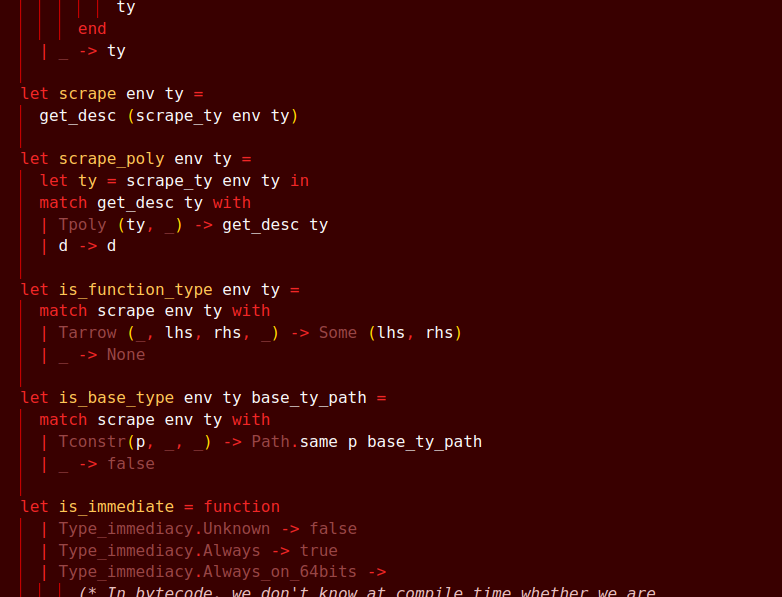 ty
end
| _ -> ty
let scrape env ty =
get_desc (scrape_ty env ty)
let scrape_poly env ty =
let ty = scrape_ty env ty in
match get_desc ty with
| Tpoly (ty, _) -> get_desc ty
| d -> d
let is_function_type env ty =
match scrape env ty with
| Tarrow (_, lhs, rhs, _) -> Some (lhs, rhs)
| _ -> None
let is_base_type env ty base_ty_path =
match scrape env ty with
| Tconstr(p, _, _) -> Path.same p base_ty_path
| _ -> false
let is_immediate = function
| Type_immediacy.Unknown -> false
| Type_immediacy.Always -> true
| Type_immediacy.Always_on_64bits ->
(* In bytecode, we don't know at compile time whether we are